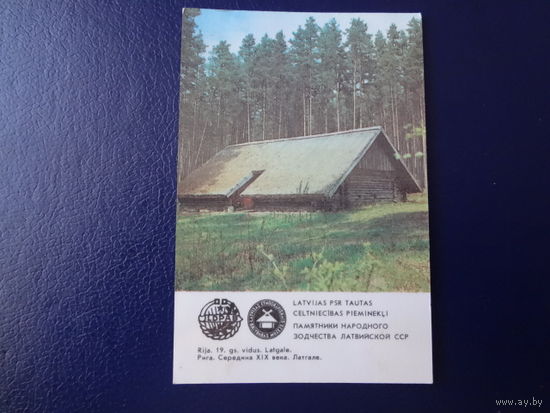 LATVIJAS PSR TAUTAS
CELTNIECĪBAS PIEMINEKĻI
ПАМЯТНИКИ НАРОДНОГО
ЗОДЧЕСТВА ЛАТВИЙСКОЙ ССР
Rija. 19. gs. vidus. Latgale.
Рига. Середина XIX века. Латгале.
www.ay.by